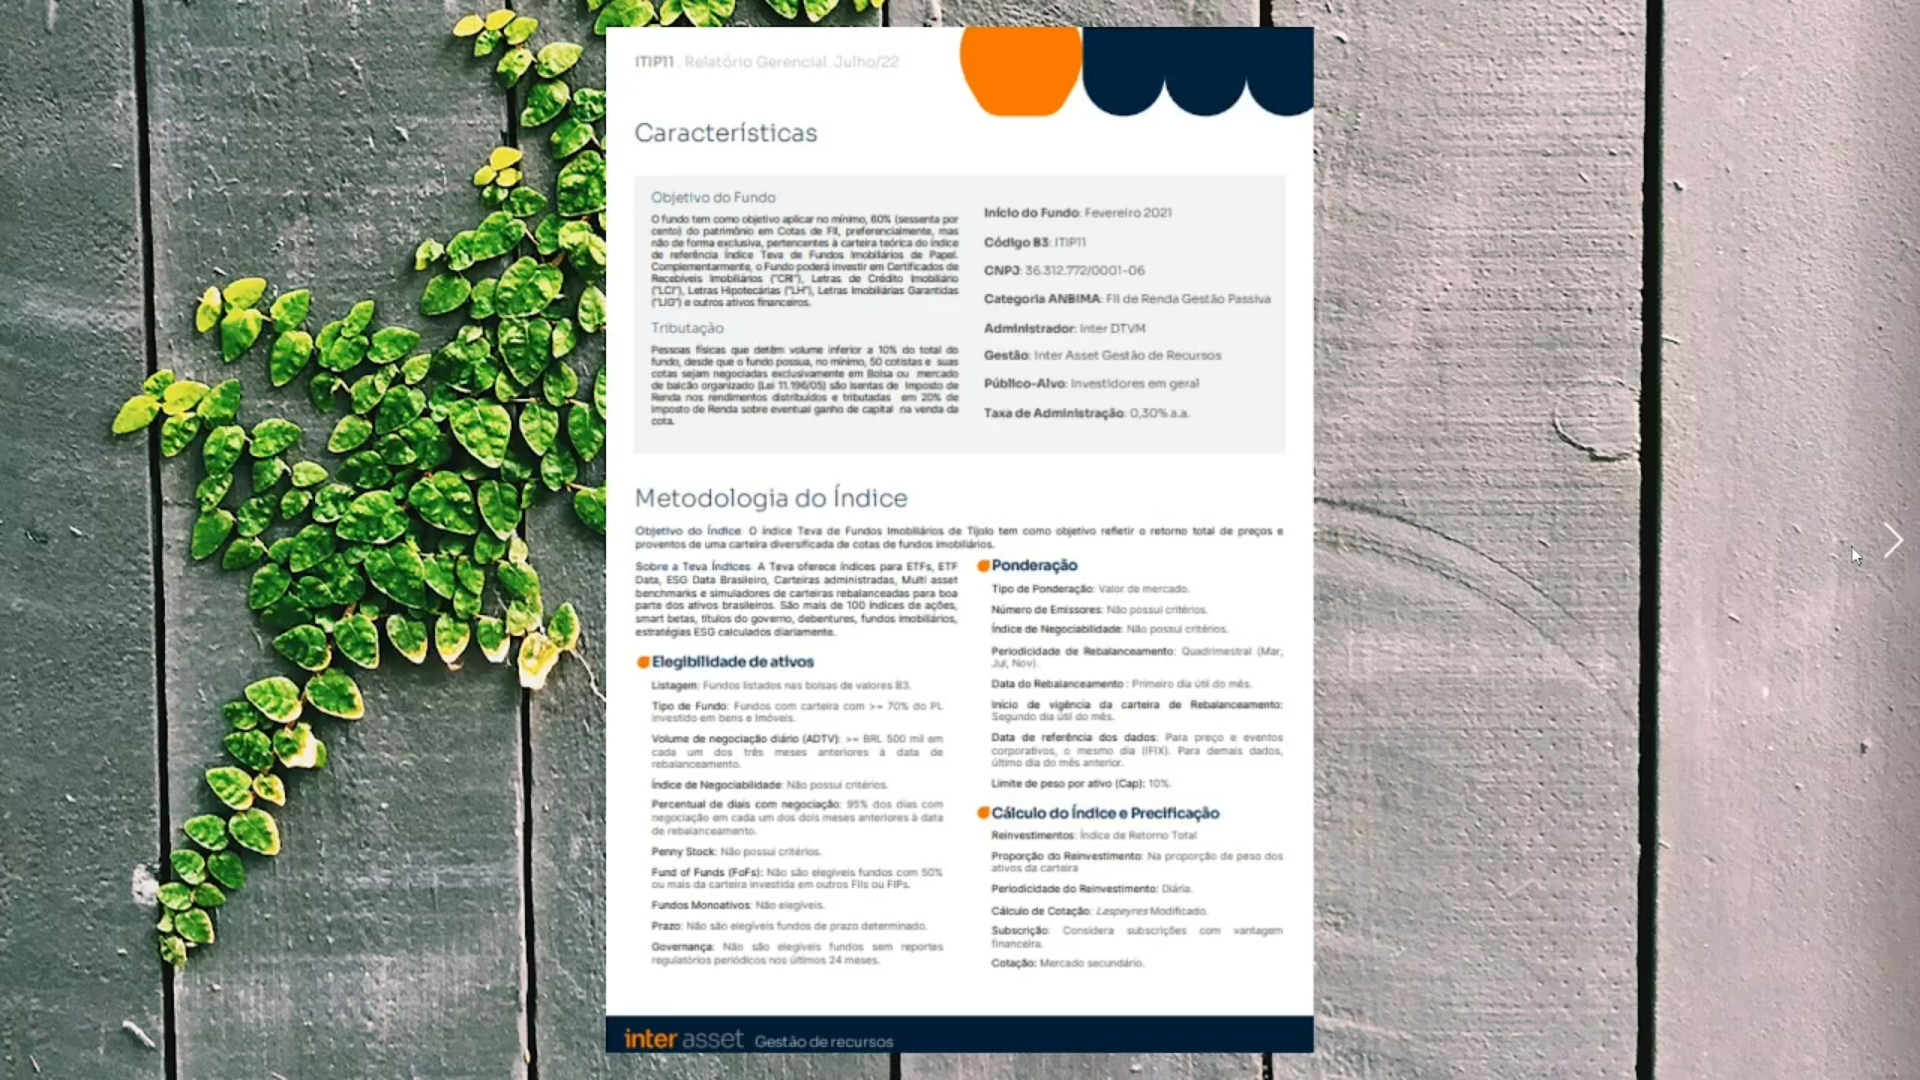 ITIP11 . Relatório Gerencial. Julho/22
Características
Objetivo do Fundo
O fundo tem como objetivo aplicar no mínimo, 60% (sessenta por
cento) do patrimônio em Cotas de FII, preferencialmente, mas
não de forma exclusiva, pertencentes à carteira teórica do índice
de referência Índice Teva de Fundos Imobiliários de Papel.
Complementarmente, o Fundo poderá investir em Certificados de
Recebíveis Imobiliários ("CRI"), Letras de Crédito Imobiliário
("LCI"), Letras Hipotecárias ("LH"), Letras Imobiliárias Garantidas
("LIG") e outros ativos financeiros.
Tributação
Pessoas físicas que detêm volume inferior a 10% do total do
fundo, desde que o fundo possua, no mínimo, 50 cotistas e suas
cotas sejam negociadas exclusivamente em Bolsa ou mercado
de balcão organizado (Lei 11.196/05) são isentas de Imposto de
Renda nos rendimentos distribuídos e tributadas em 20% de
Imposto de Renda sobre eventual ganho de capital na venda da
cota.
Início do Fundo: Fevereiro 2021
Código B3: ITIP11
CNPJ: 36.312.772/0001-06
Categoria ANBIMA: FII de Renda Gestão Passiva
Administrador: Inter DTVM
Gestão: Inter Asset Gestão de Recursos
Público-Alvo: Investidores em geral
Taxa de Administração: 0,30% a.a.
Metodologia do Índice
Objetivo do Índice: O índice Teva de Fundos Imobiliários de Tijolo tem como objetivo refletir o retorno total de preços e
proventos de uma carteira diversificada de cotas de fundos imobiliários.
Sobre a Teva Índices: A Teva oferece índices para ETFs, ETF
Data, ESG Data Brasileiro, Carteiras administradas, Multi asset
benchmarks e simuladores de carteiras rebalanceadas para boa
parte dos ativos brasileiros. São mais de 100 índices de ações,
smart betas, títulos do governo, debentures, fundos imobiliários,
estratégias ESG calculados diariamente.
Elegibilidade de ativos
Listagem: Fundos listados nas bolsas de valores B3.
Tipo de Fundo: Fundos com carteira com >= 70% do PL
investido em bens e Imóveis.
Volume de negociação diário (ADTV): >= BRL 500 mil em
cada um dos três meses anteriores à data de
rebalanceamento.
Índice de Negociabilidade: Não possui critérios.
Percentual de diais com negociação: 95% dos dias com
negociação em cada um dos dois meses anteriores à data
de rebalanceamento.
Penny Stock: Não possui critérios.
Fund of Funds (FoFs): Não são elegíveis fundos com 50%
ou mais da carteira investida em outros FIIs ou FIPs.
Fundos Monoativos: Não elegíveis.
Prazo: Não são elegíveis fundos de prazo determinado.
Governança: Não são elegíveis fundos sem reportes
regulatórios periódicos nos últimos 24 meses.
Ponderação
Tipo de Ponderação: Valor de mercado.
Número de Emissores: Não possui critérios.
Índice de Negociabilidade: Não possui critérios.
Periodicidade de Rebalanceamento: Quadrimestral (Mar,
Jul, Nov).
Data do Rebalanceamento : Primeiro dia útil do mês.
Início de vigência da carteira de Rebalanceamento:
Segundo dia útil do mês.
Data de referência dos dados: Para preço e eventos
corporativos, o mesmo dia (IFIX). Para demais dados,
último dia do mês anterior.
Limite de peso por ativo (Cap): 10%.
Cálculo do Índice e Precificação
Reinvestimentos: Índice de Retorno Total
Proporção do Reinvestimento: Na proporção de peso dos
ativos da carteira
Periodicidade do Reinvestimento: Diária.
Cálculo de Cotação: Laspeyres Modificado.
Subscrição: Considera subscrições com vantagem
financeira.
Cotação: Mercado secundário.
inter asset Gestão de recursos